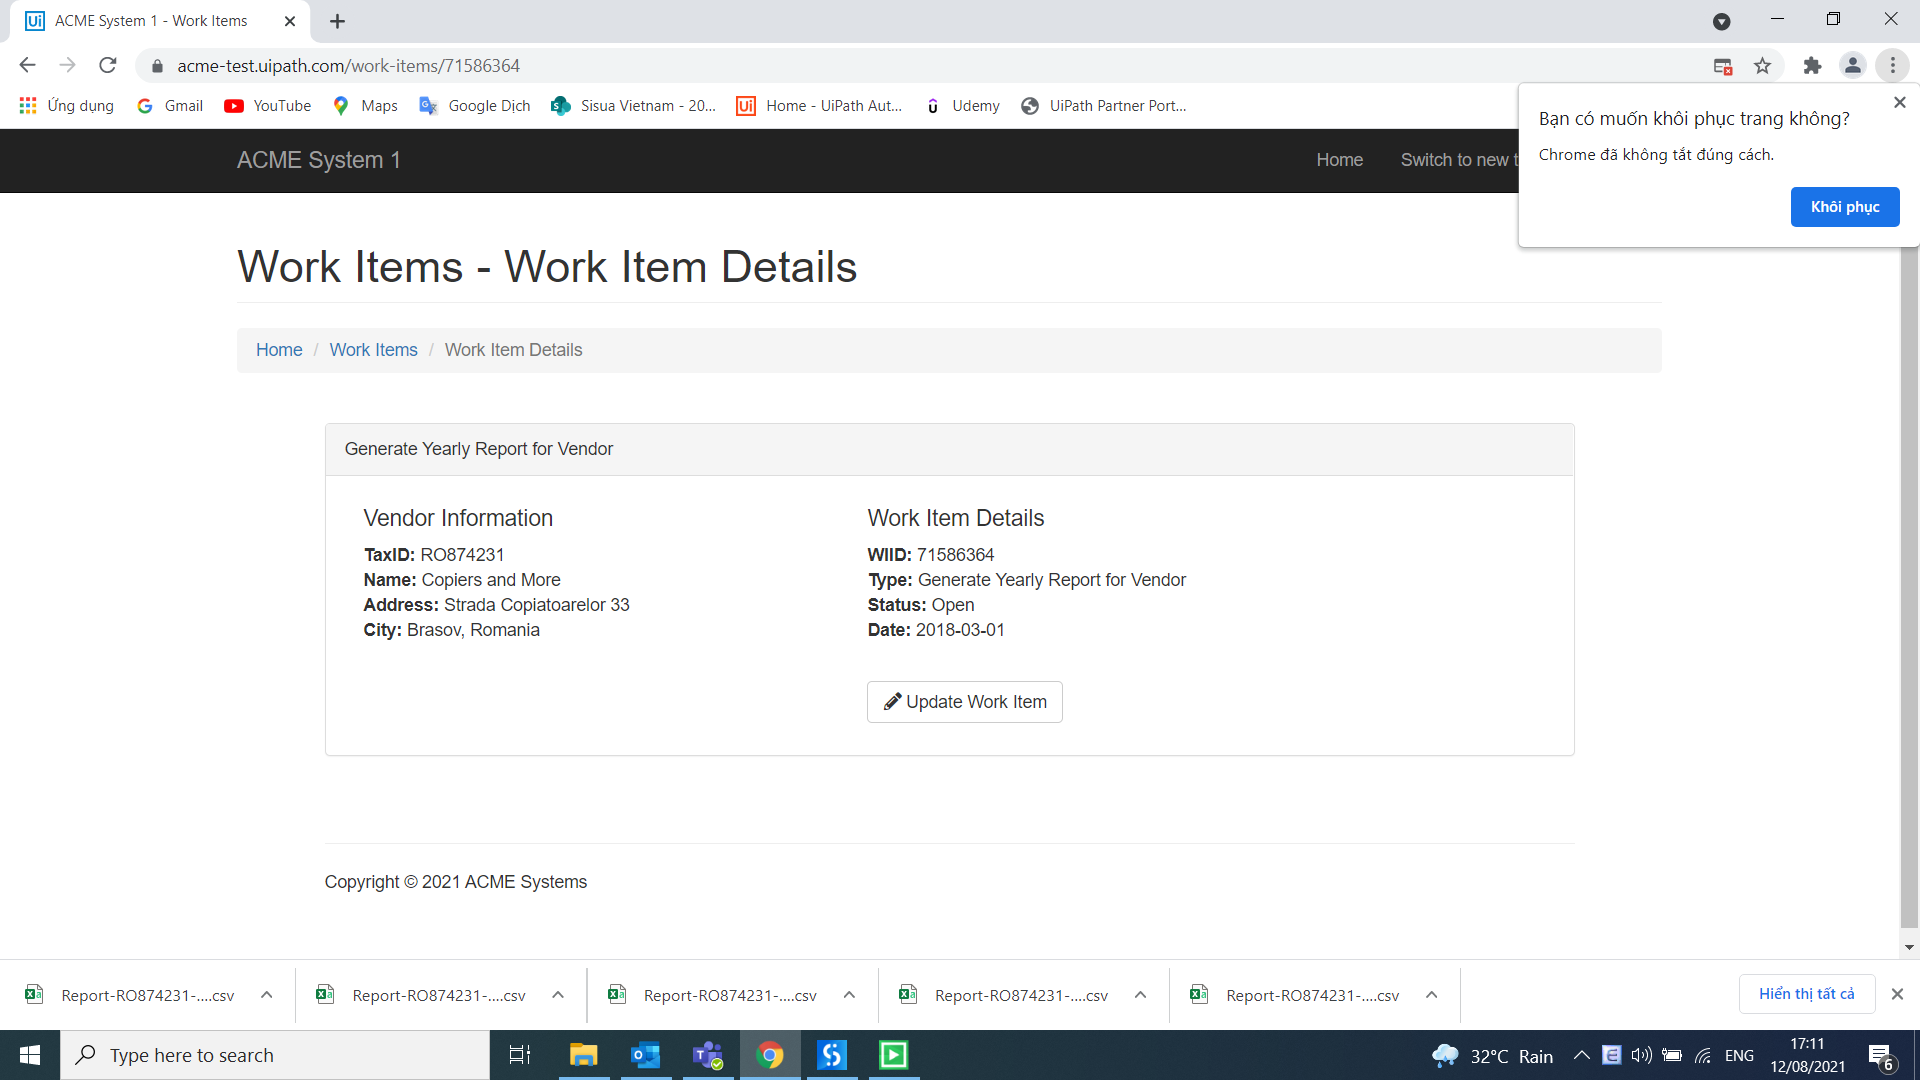 ACME System 1 - Work Items
acme-test.uipath.com/work-items/71586364
Ứng dụng Gmail YouTube Maps Google Dịch Sisua Vietnam - 20... Home - UiPath Aut... Udemy UiPath Partner Port...
Bạn có muốn khôi phục trang không?
Chrome đã không tắt đúng cách.
Khôi phục
ACME System 1 Home Switch to new t
Work Items - Work Item Details
Home / Work Items / Work Item Details
Generate Yearly Report for Vendor
Vendor Information
TaxID: RO874231
Name: Copiers and More
Address: Strada Copiatoarelor 33
City: Brasov, Romania
Work Item Details
WIID: 71586364
Type: Generate Yearly Report for Vendor
Status: Open
Date: 2018-03-01
Update Work Item
Copyright © 2021 ACME Systems
Report-RO874231-....csv Report-RO874231-....csv Report-RO874231-....csv Report-RO874231-....csv Report-RO874231-....csv Hiển thị tất cả
Type here to search
32°C Rain
ENG
17:11
12/08/2021
6